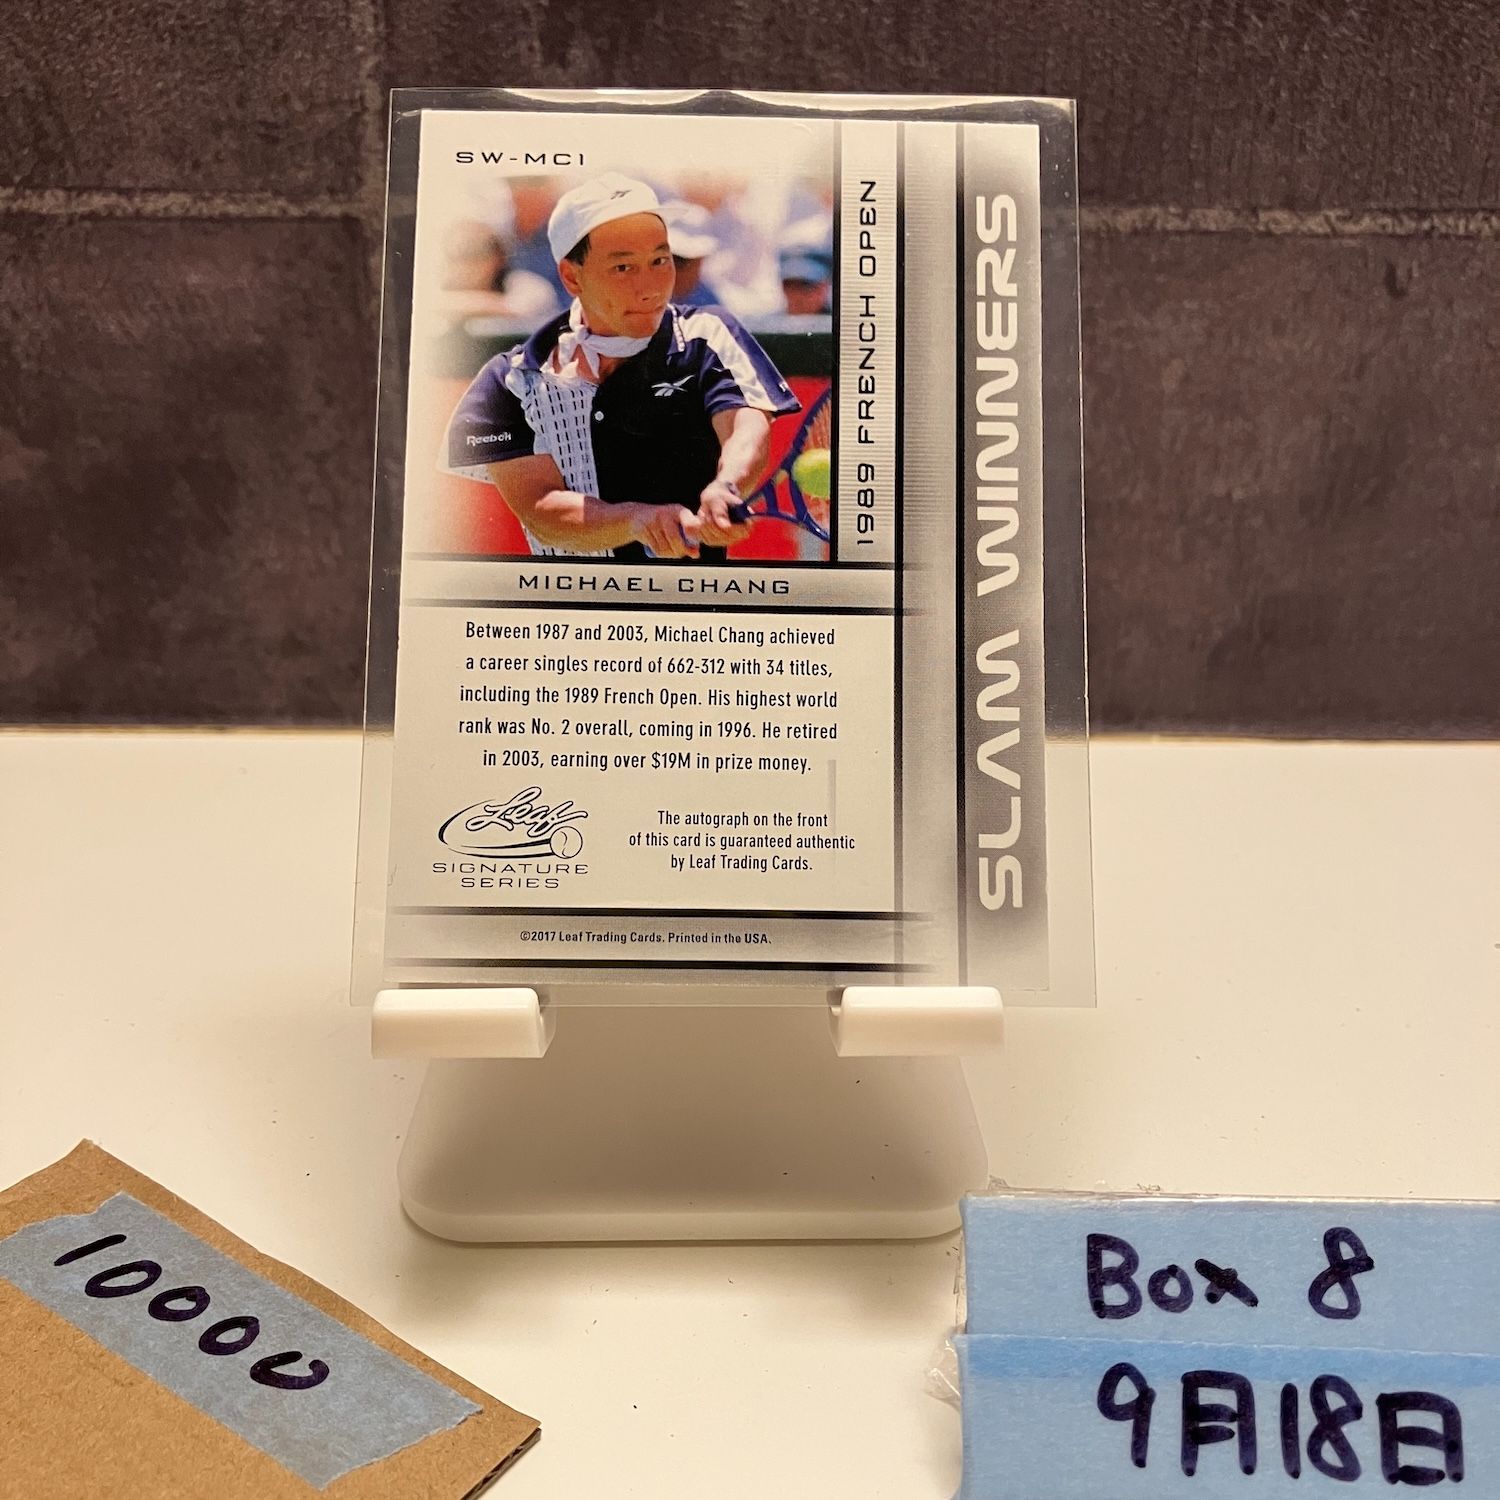 SW-MC1
Reebok
1989 FRENCH OPEN
SLAM WINNERS
MICHAEL CHANG
Between 1987 and 2003, Michael Chang achieved
a career singles record of 662-312 with 34 titles,
including the 1989 French Open. His highest world
rank was No. 2 overall, coming in 1996. He retired
in 2003, earning over $19M in prize money.
Leaf
SIGNATURE
SERIES
The autograph on the front
of this card is guaranteed authentic
by Leaf Trading Cards.
©2017 Leaf Trading Cards. Printed in the USA.
10000
Box 8
9月18日